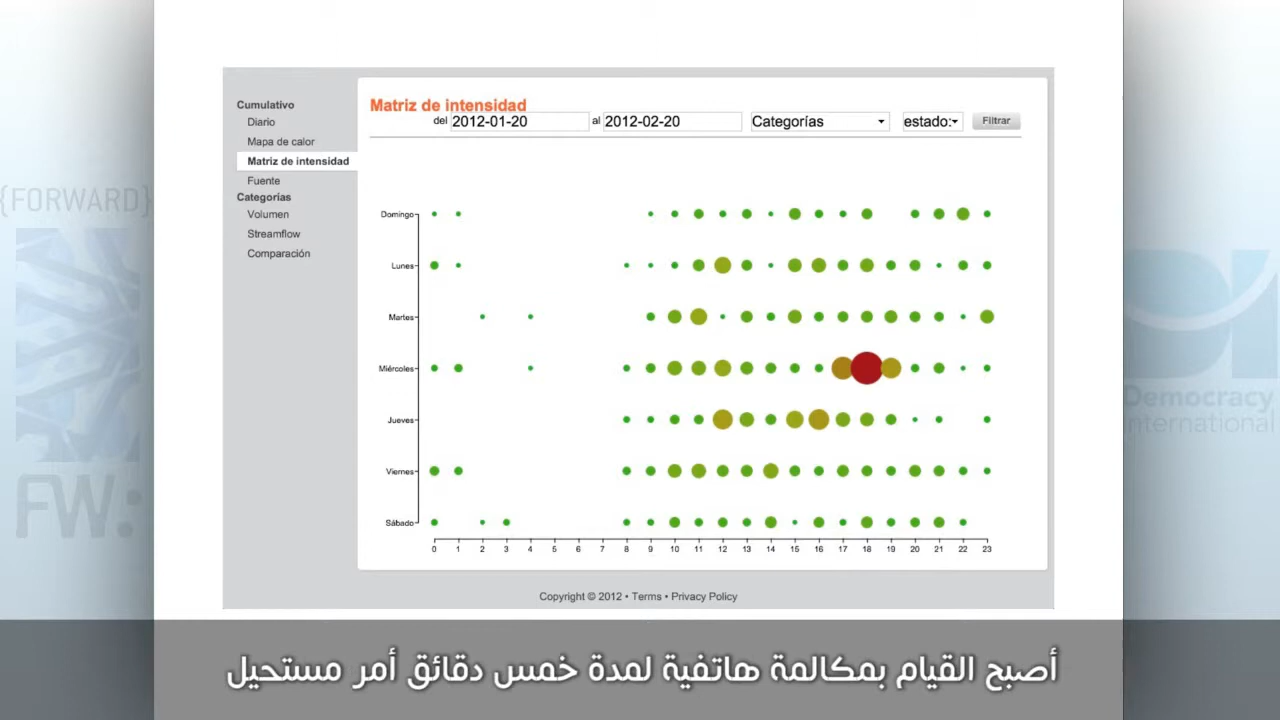 Cumulativo
Diario
Mapa de calor
Matriz de intensidad
Fuente
Categorías
Volumen
Streamflow
Comparación
Matriz de intensidad
del 2012-01-20 al 2012-02-20 Categorías estado: Filtrar
Domingo
Lunes
Martes
Miércoles
Jueves
Viernes
Sábado
0 1 2 3 4 5 6 7 8 9 10 11 12 13 14 15 16 17 18 19 20 21 22 23
Copyright © 2012 • Terms • Privacy Policy
{FORWARD}
FW:
Democracy
International
أصبح القيام بمكالمة هاتفية لمدة خمس دقائق أمر مستحيل